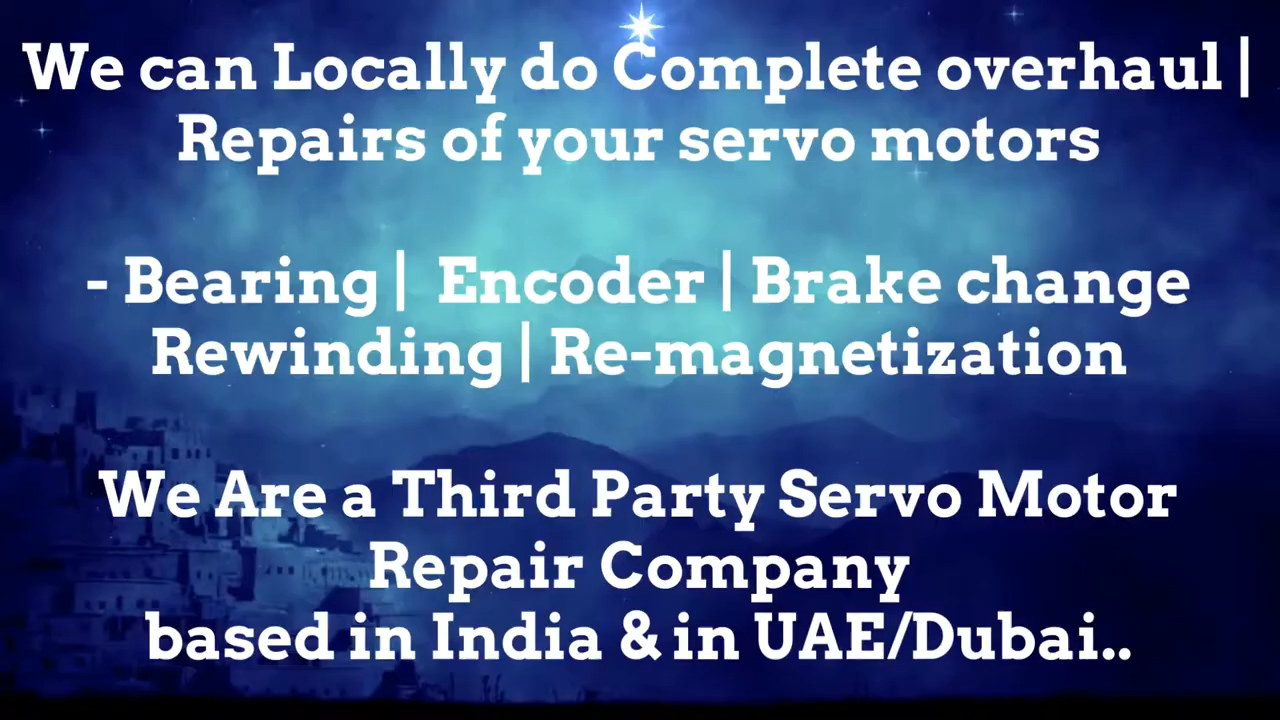 We can Locally do Complete overhaul |
Repairs of your servo motors
- Bearing | Encoder | Brake change
Rewinding | Re-magnetization
We Are a Third Party Servo Motor
Repair Company
based in India & in UAE/Dubai..